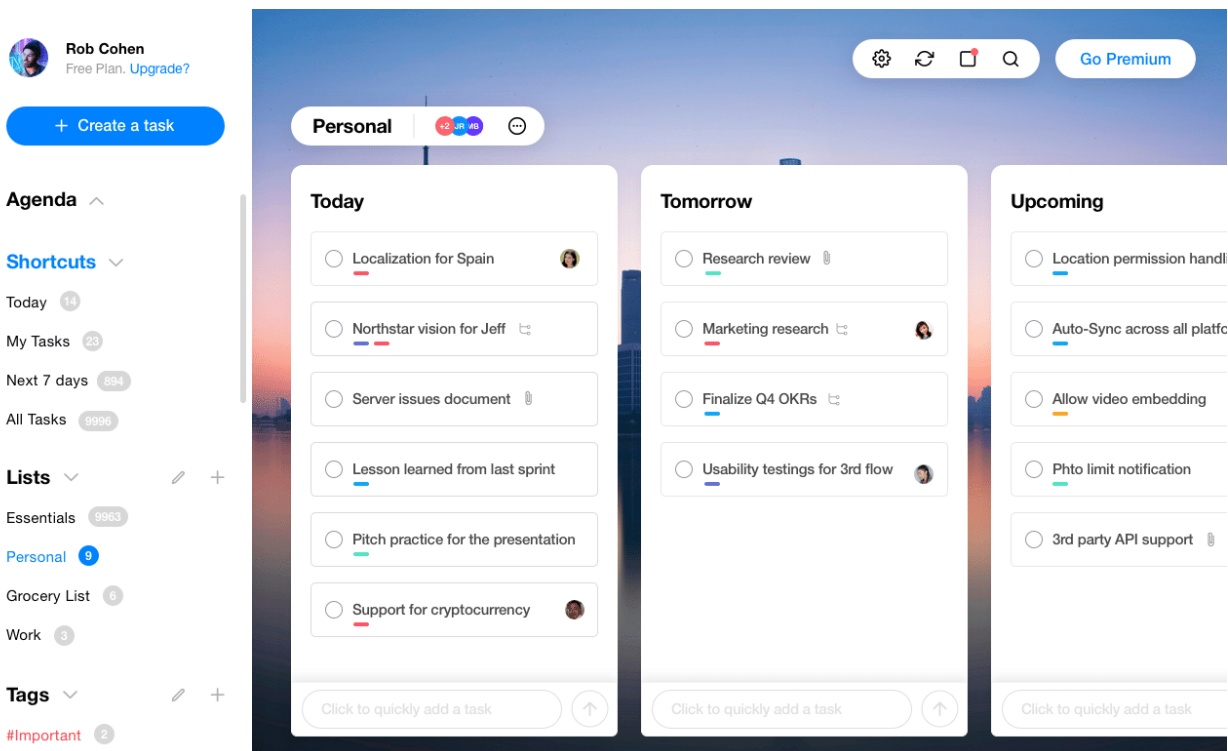 Rob Cohen
Free Plan. Upgrade?
+ Create a task
Agenda
Shortcuts
Today 14
My Tasks 23
Next 7 days 894
All Tasks 9996
Lists
Essentials 9963
Personal 9
Grocery List 6
Work 3
Tags
#Important 2
Go Premium
Personal +2 JR MB
Today
Localization for Spain
Northstar vision for Jeff
Server issues document
Lesson learned from last sprint
Pitch practice for the presentation
Support for cryptocurrency
Click to quickly add a task
Tomorrow
Research review
Marketing research
Finalize Q4 OKRs
Usability testings for 3rd flow
Click to quickly add a task
Upcoming
Location permission handli
Auto-Sync across all platfo
Allow video embedding
Phto limit notification
3rd party API support
Click to quickly add a task